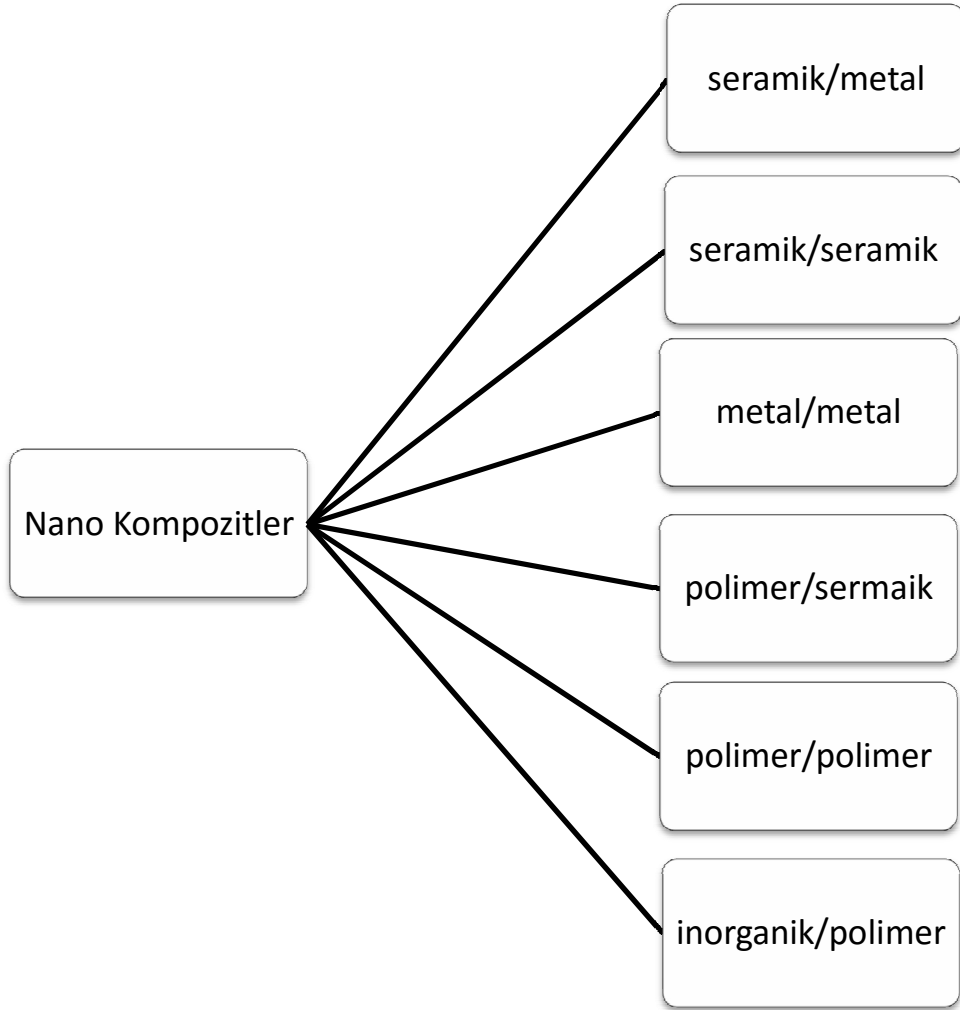 seramik/metal
seramik/seramik
metal/metal
Nano Kompozitler
polimer/sermaik
polimer/polimer
inorganik/polimer